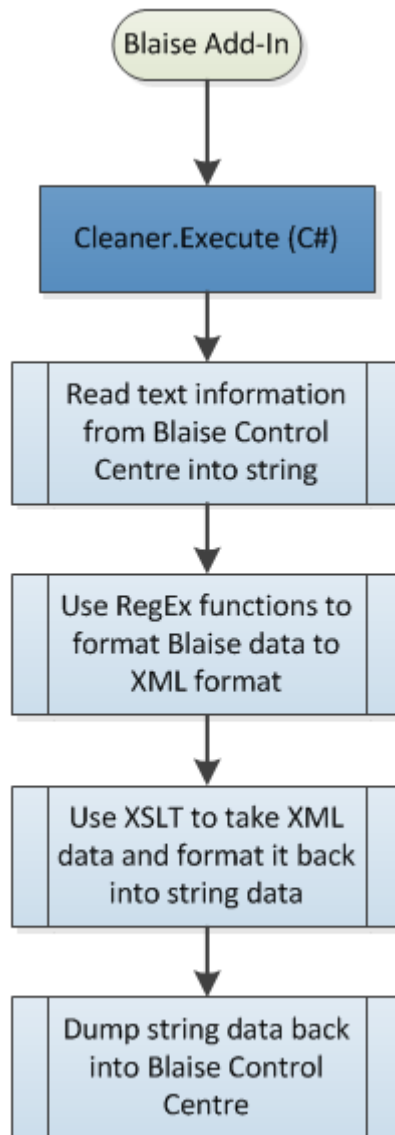 Blaise Add-In
Cleaner.Execute (C#)
Read text information
from Blaise Control
Centre into string
Use RegEx functions to
format Blaise data to
XML format
Use XSLT to take XML
data and format it back
into string data
Dump string data back
into Blaise Control
Centre